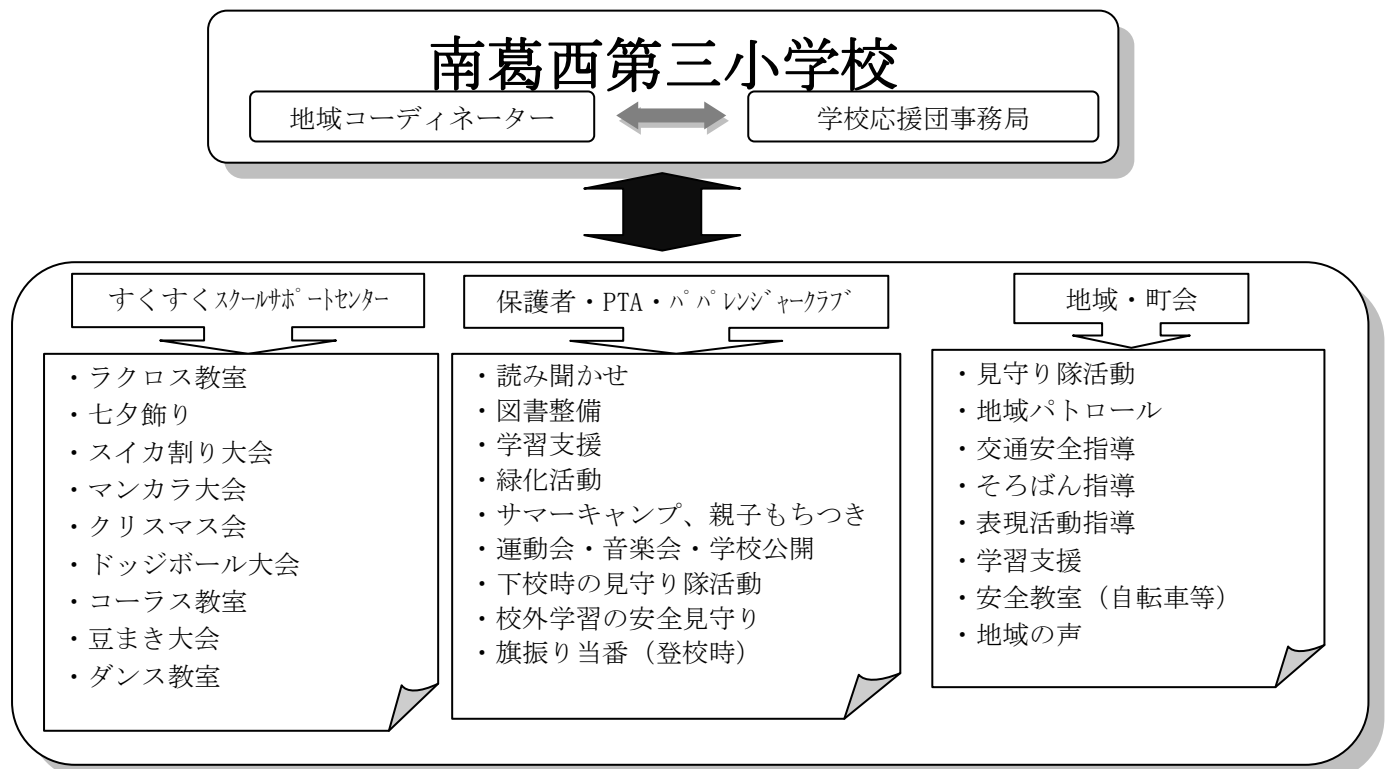 南葛西第三小学校
地域コーディネーター
学校応援団事務局
すくすくスクールサポートセンター
・ラクロス教室
・七夕飾り
・スイカ割り大会
・マンカラ大会
・クリスマス会
・ドッジボール大会
・コーラス教室
・豆まき大会
・ダンス教室
保護者・PTA・パパレンジャークラブ
・読み聞かせ
・図書整備
・学習支援
・緑化活動
・サマーキャンプ、親子もちつき
・運動会・音楽会・学校公開
・下校時の見守り隊活動
・校外学習の安全見守り
・旗振り当番（登校時）
地域・町会
・見守り隊活動
・地域パトロール
・交通安全指導
・そろばん指導
・表現活動指導
・学習支援
・安全教室（自転車等）
・地域の声